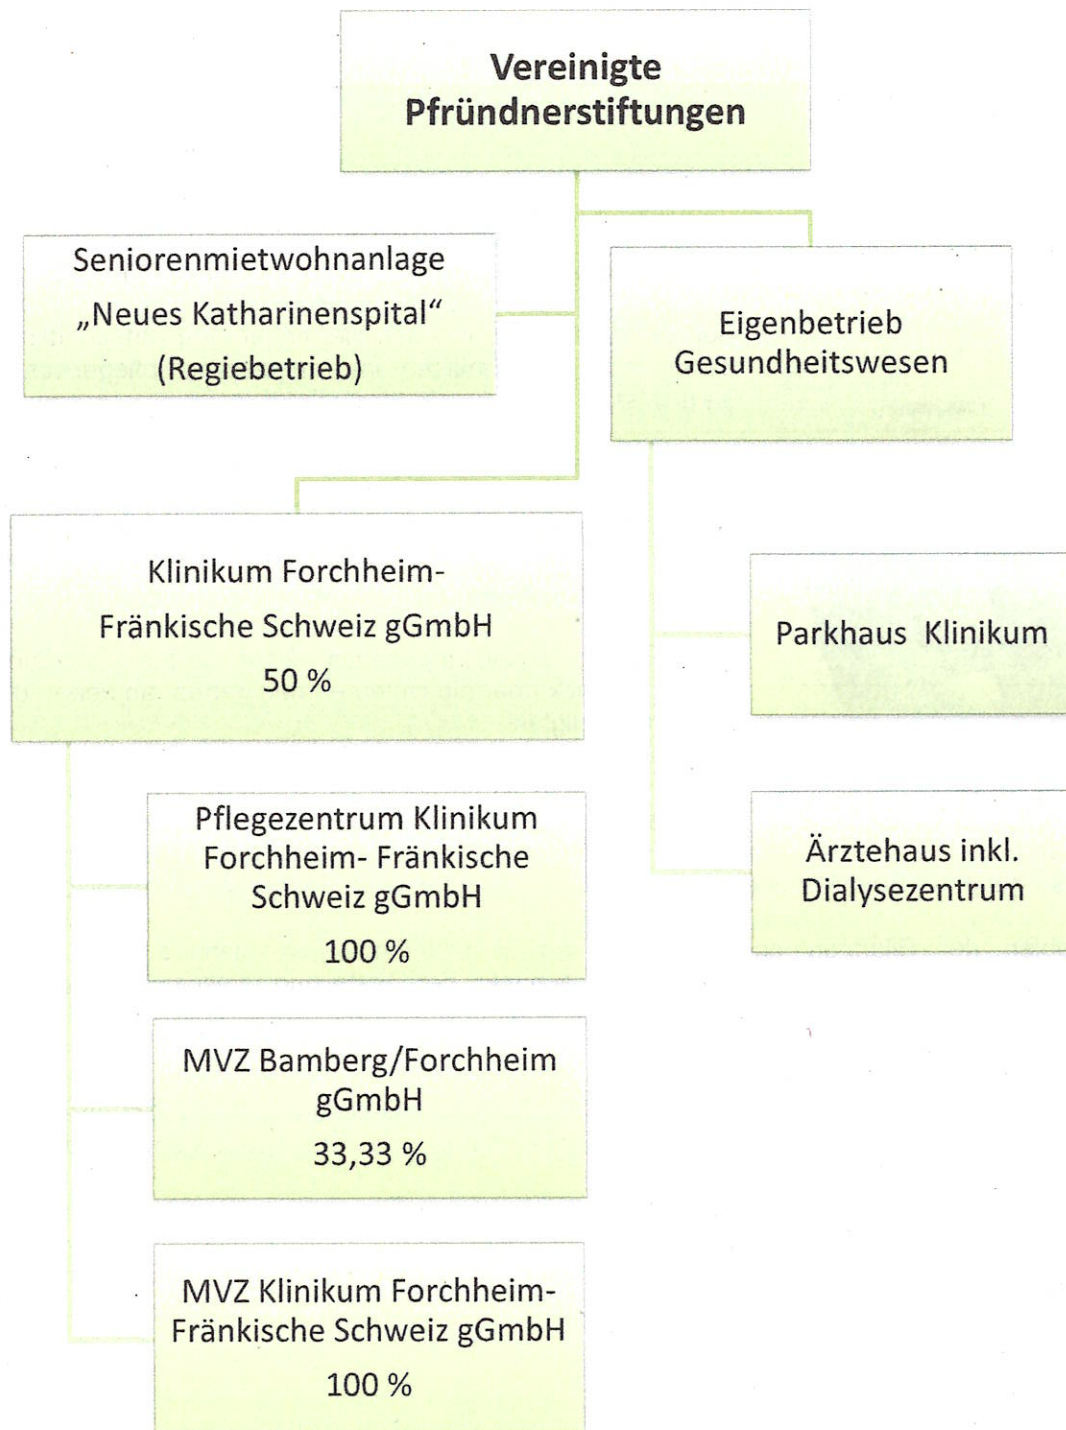 Vereinigte
Pfründnerstiftungen
Seniorenmietwohnanlage
„Neues Katharinenspital“
(Regiebetrieb)
Eigenbetrieb
Gesundheitswesen
Klinikum Forchheim-
Fränkische Schweiz gGmbH
50 %
Parkhaus Klinikum
Pflegezentrum Klinikum
Forchheim- Fränkische
Schweiz gGmbH
100 %
Ärztehaus inkl.
Dialysezentrum
MVZ Bamberg/Forchheim
gGmbH
33,33 %
MVZ Klinikum Forchheim-
Fränkische Schweiz gGmbH
100 %